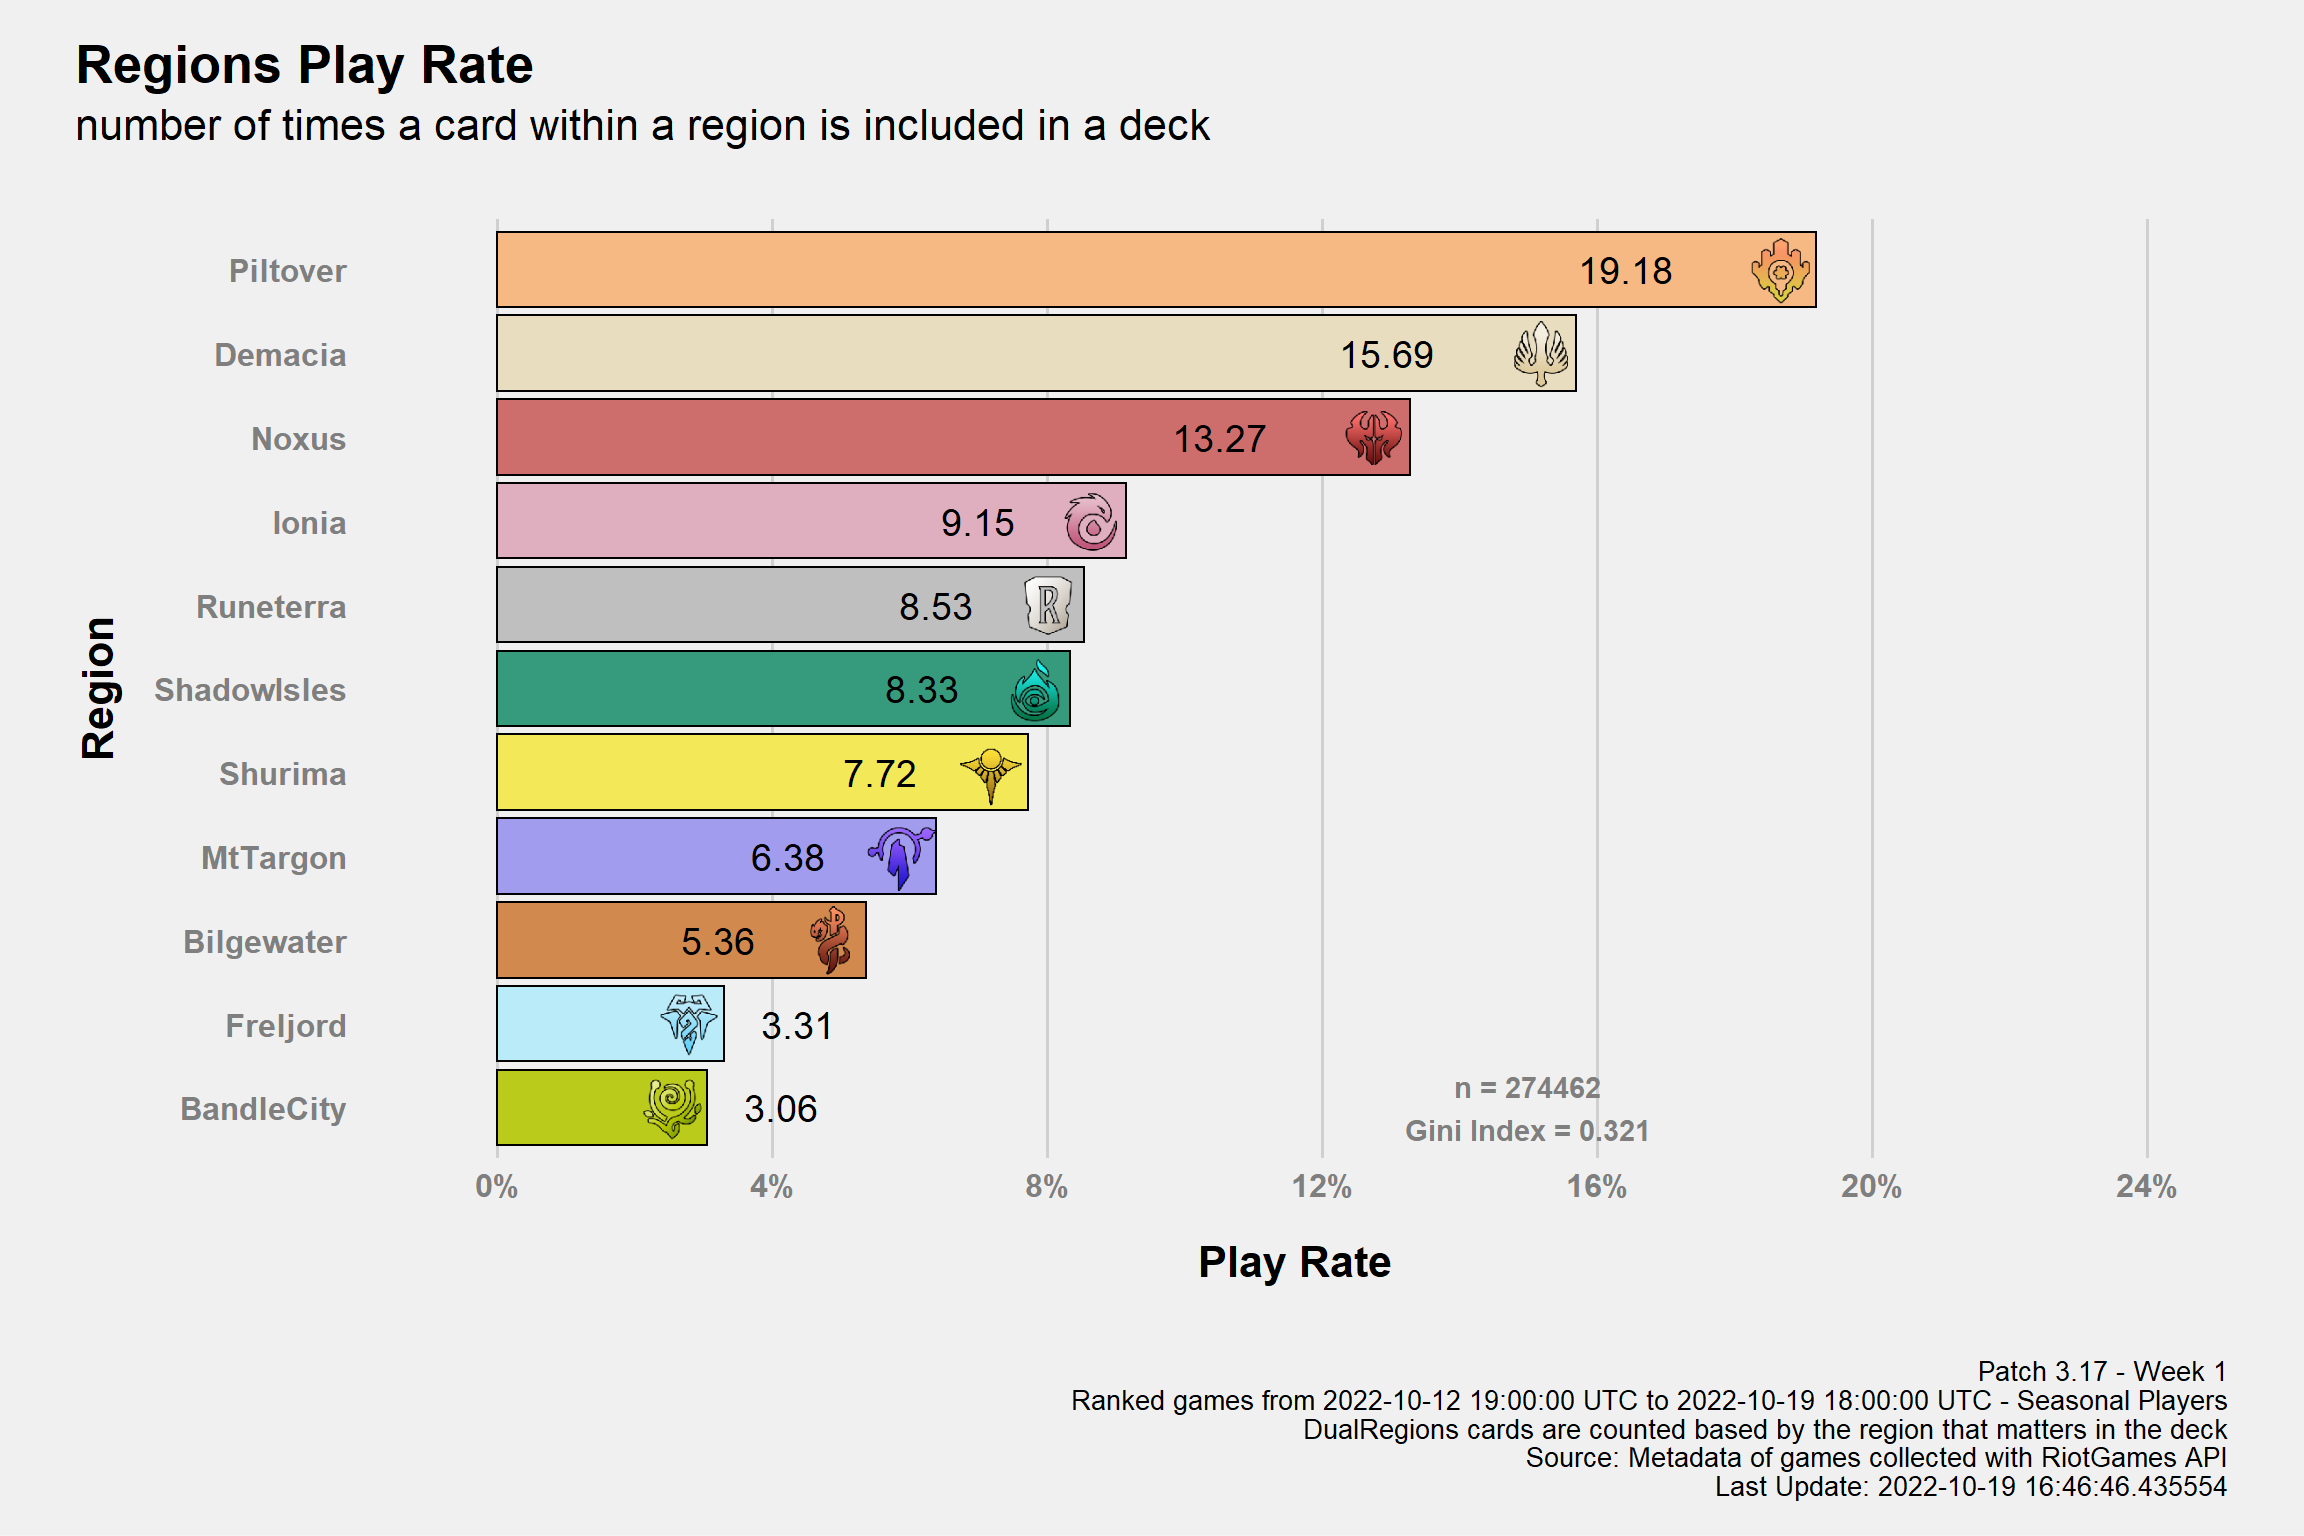 Regions Play Rate
number of times a card within a region is included in a deck
Region
Piltover 19.18
Demacia 15.69
Noxus 13.27
Ionia 9.15
Runeterra 8.53 R
ShadowIsles 8.33
Shurima 7.72
MtTargon 6.38
Bilgewater 5.36
Freljord 3.31
BandleCity 3.06
n = 274462
Gini Index = 0.321
0% 4% 8% 12% 16% 20% 24%
Play Rate
Patch 3.17 - Week 1
Ranked games from 2022-10-12 19:00:00 UTC to 2022-10-19 18:00:00 UTC - Seasonal Players
DualRegions cards are counted based by the region that matters in the deck
Source: Metadata of games collected with RiotGames API
Last Update: 2022-10-19 16:46:46.435554